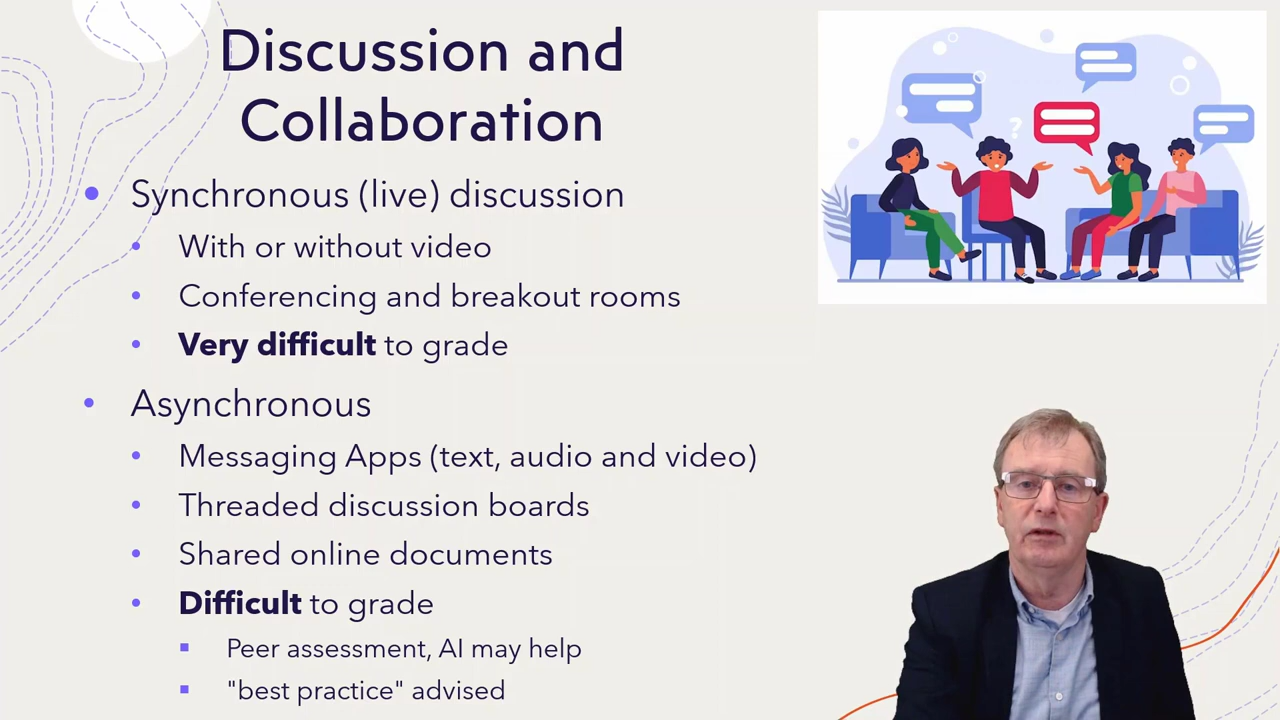 Discussion and
Collaboration
Synchronous (live) discussion
With or without video
Conferencing and breakout rooms
Very difficult to grade
Asynchronous
Messaging Apps (text, audio and video)
Threaded discussion boards
Shared online documents
Difficult to grade
Peer assessment, AI may help
"best practice" advised
?